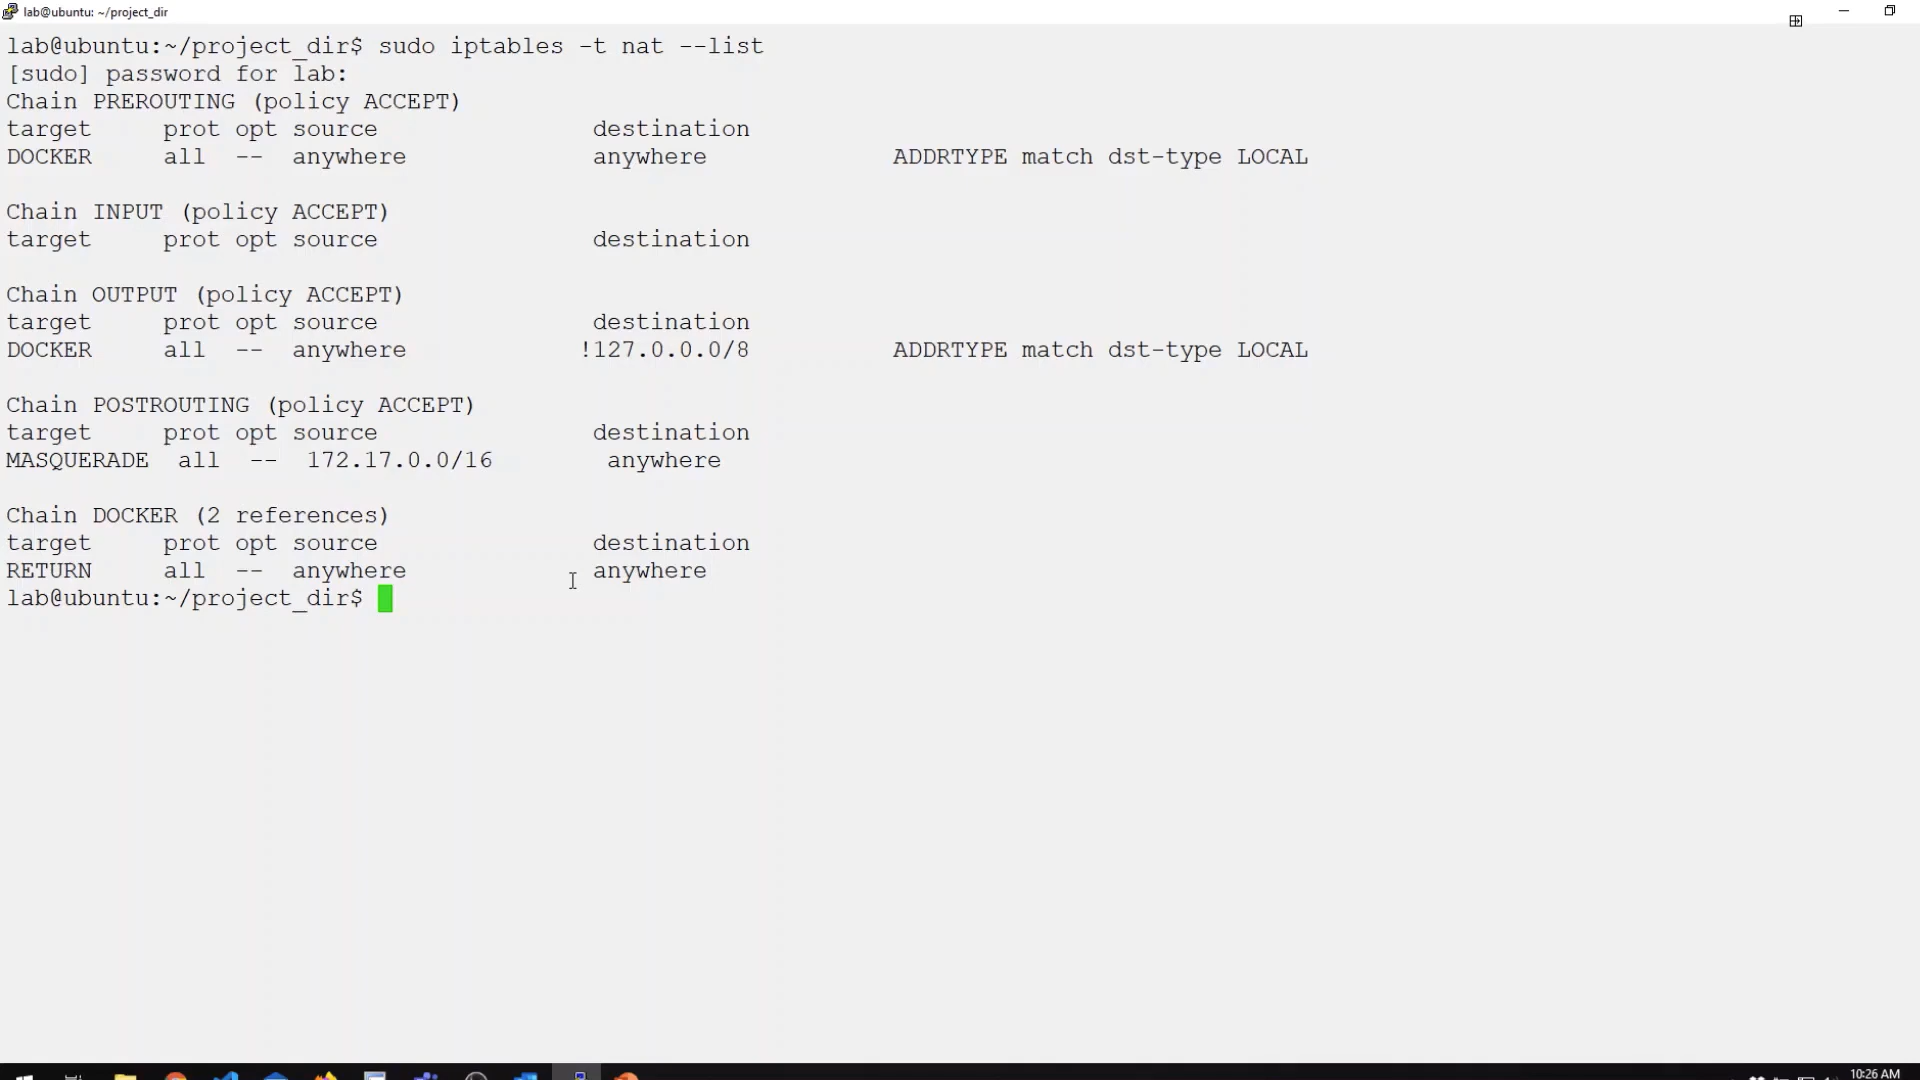 lab@ubuntu: ~/project_dir
lab@ubuntu:~/project_dir$ sudo iptables -t nat --list
[sudo] password for lab:
Chain PREROUTING (policy ACCEPT)
target     prot opt source               destination
DOCKER     all  --  anywhere             anywhere             ADDRTYPE match dst-type LOCAL
Chain INPUT (policy ACCEPT)
target     prot opt source               destination
Chain OUTPUT (policy ACCEPT)
target     prot opt source               destination
DOCKER     all  --  anywhere            !127.0.0.0/8          ADDRTYPE match dst-type LOCAL
Chain POSTROUTING (policy ACCEPT)
target     prot opt source               destination
MASQUERADE  all  --  172.17.0.0/16        anywhere
Chain DOCKER (2 references)
target     prot opt source               destination
RETURN     all  --  anywhere             anywhere
lab@ubuntu:~/project_dir$
10:26 AM